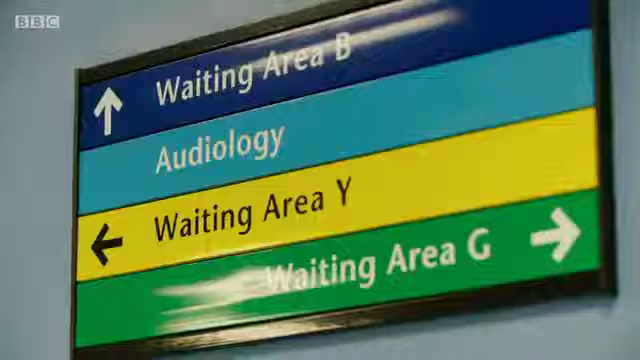 BBC
Waiting Area B
Audiology
Waiting Area Y
Waiting Area G